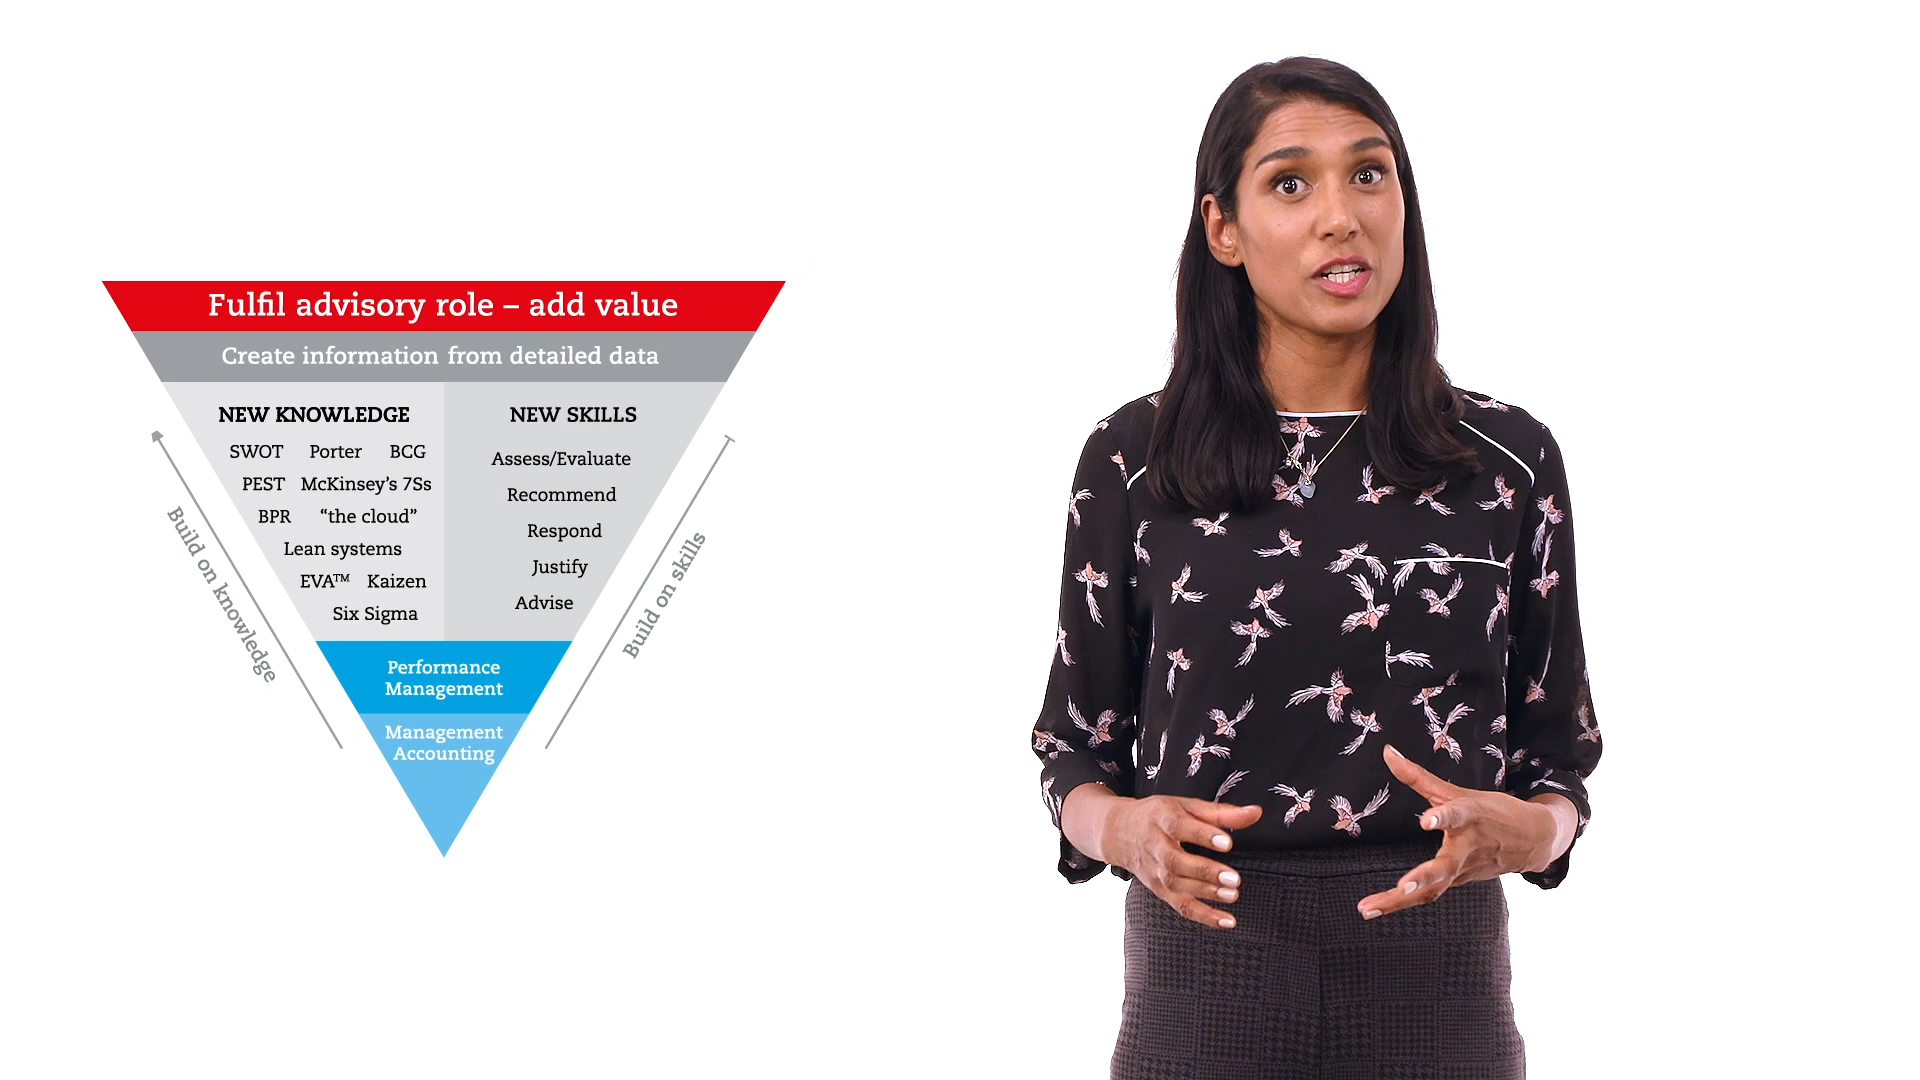 Fulfil advisory role – add value
Create information from detailed data
NEW KNOWLEDGE
SWOT Porter BCG
PEST McKinsey’s 7Ss
BPR “the cloud”
Lean systems
EVA™ Kaizen
Six Sigma
NEW SKILLS
Assess/Evaluate
Recommend
Respond
Justify
Advise
Build on knowledge
Build on skills
Performance
Management
Management
Accounting